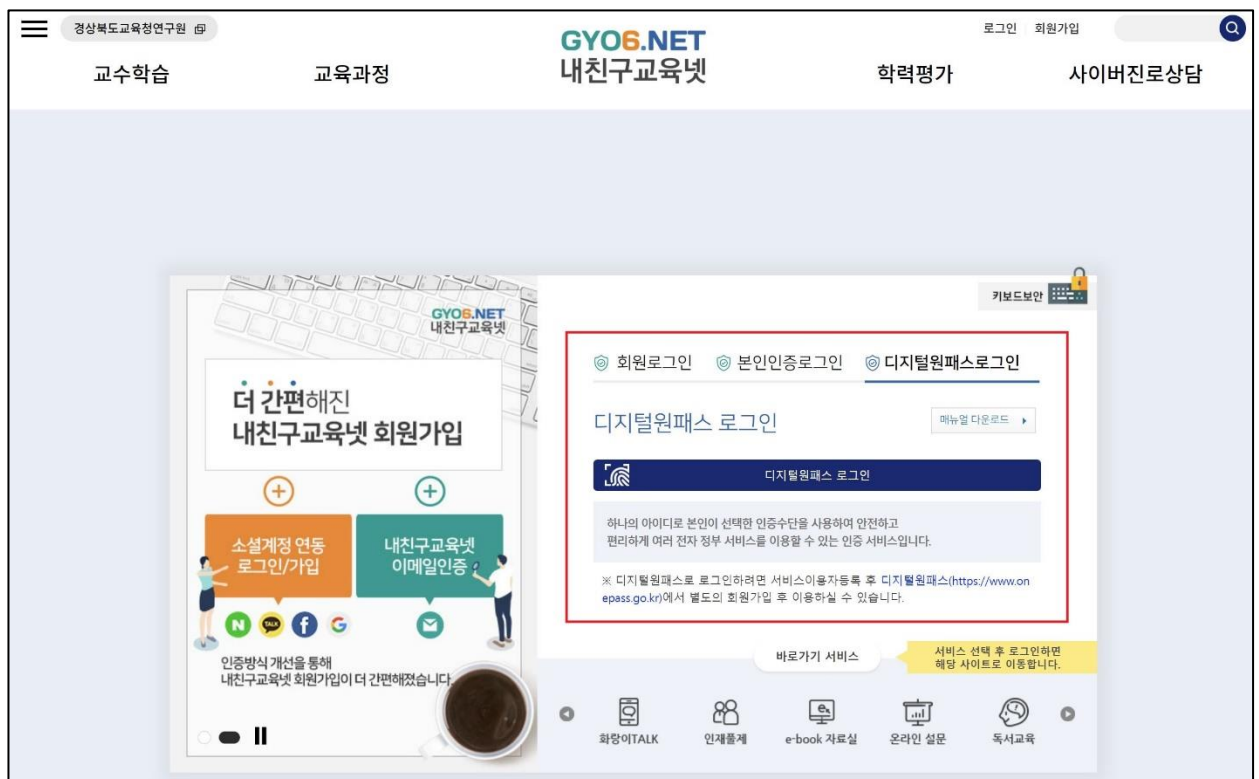 경상북도교육청연구원
로그인 회원가입
GYO6.NET
내친구교육넷
교수학습 교육과정 학력평가 사이버진로상담
GYO6.NET
내친구교육넷
더 간편해진
내친구교육넷 회원가입
소셜계정 연동
로그인/가입
내친구교육넷
이메일인증
N TALK f G
인증방식 개선을 통해
내친구교육넷 회원가입이 더 간편해졌습니다.
키보드보안
회원로그인 본인인증로그인 디지털원패스로그인
디지털원패스 로그인
매뉴얼 다운로드
디지털원패스 로그인
하나의 아이디로 본인이 선택한 인증수단을 사용하여 안전하고
편리하게 여러 전자 정부 서비스를 이용할 수 있는 인증 서비스입니다.
※ 디지털원패스로 로그인하려면 서비스이용자등록 후 디지털원패스(https://www.on
epass.go.kr)에서 별도의 회원가입 후 이용하실 수 있습니다.
바로가기 서비스
서비스 선택 후 로그인하면
해당 사이트로 이동합니다.
화랑이TALK 인재풀제 e-book 자료실 온라인 설문 독서교육